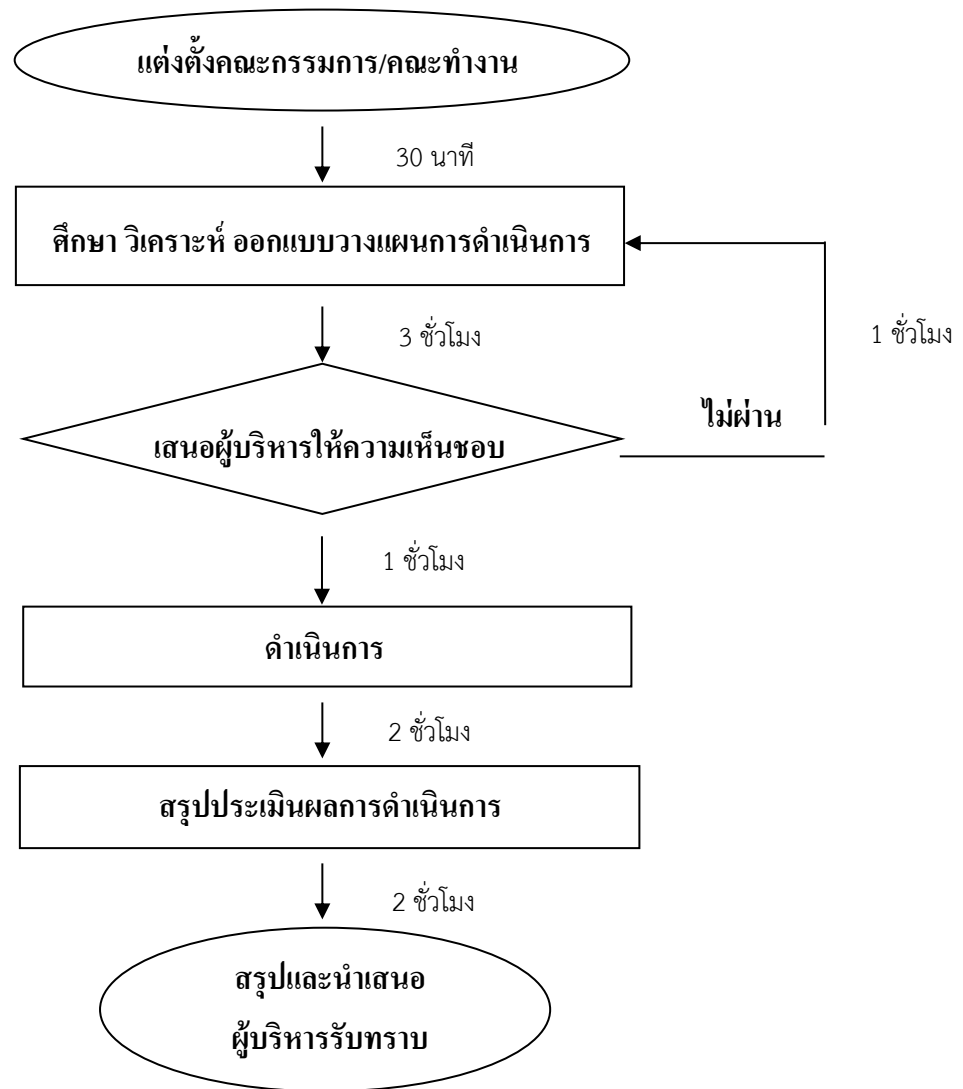 แต่งตั้งคณะกรรมการ/คณะทำงาน
30 นาที
ศึกษา วิเคราะห์ ออกแบบวางแผนการดำเนินการ
3 ชั่วโมง
1 ชั่วโมง
ไม่ผ่าน
เสนอผู้บริหารให้ความเห็นชอบ
1 ชั่วโมง
ดำเนินการ
2 ชั่วโมง
สรุปประเมินผลการดำเนินการ
2 ชั่วโมง
สรุปและนำเสนอ
ผู้บริหารรับทราบ